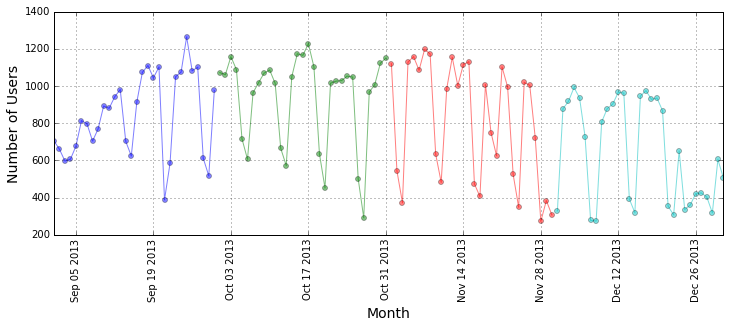 1400
1200
1000
800
600
400
200
Number of Users
Sep 05 2013
Sep 19 2013
Oct 03 2013
Oct 17 2013
Oct 31 2013
Nov 14 2013
Nov 28 2013
Dec 12 2013
Dec 26 2013
Month